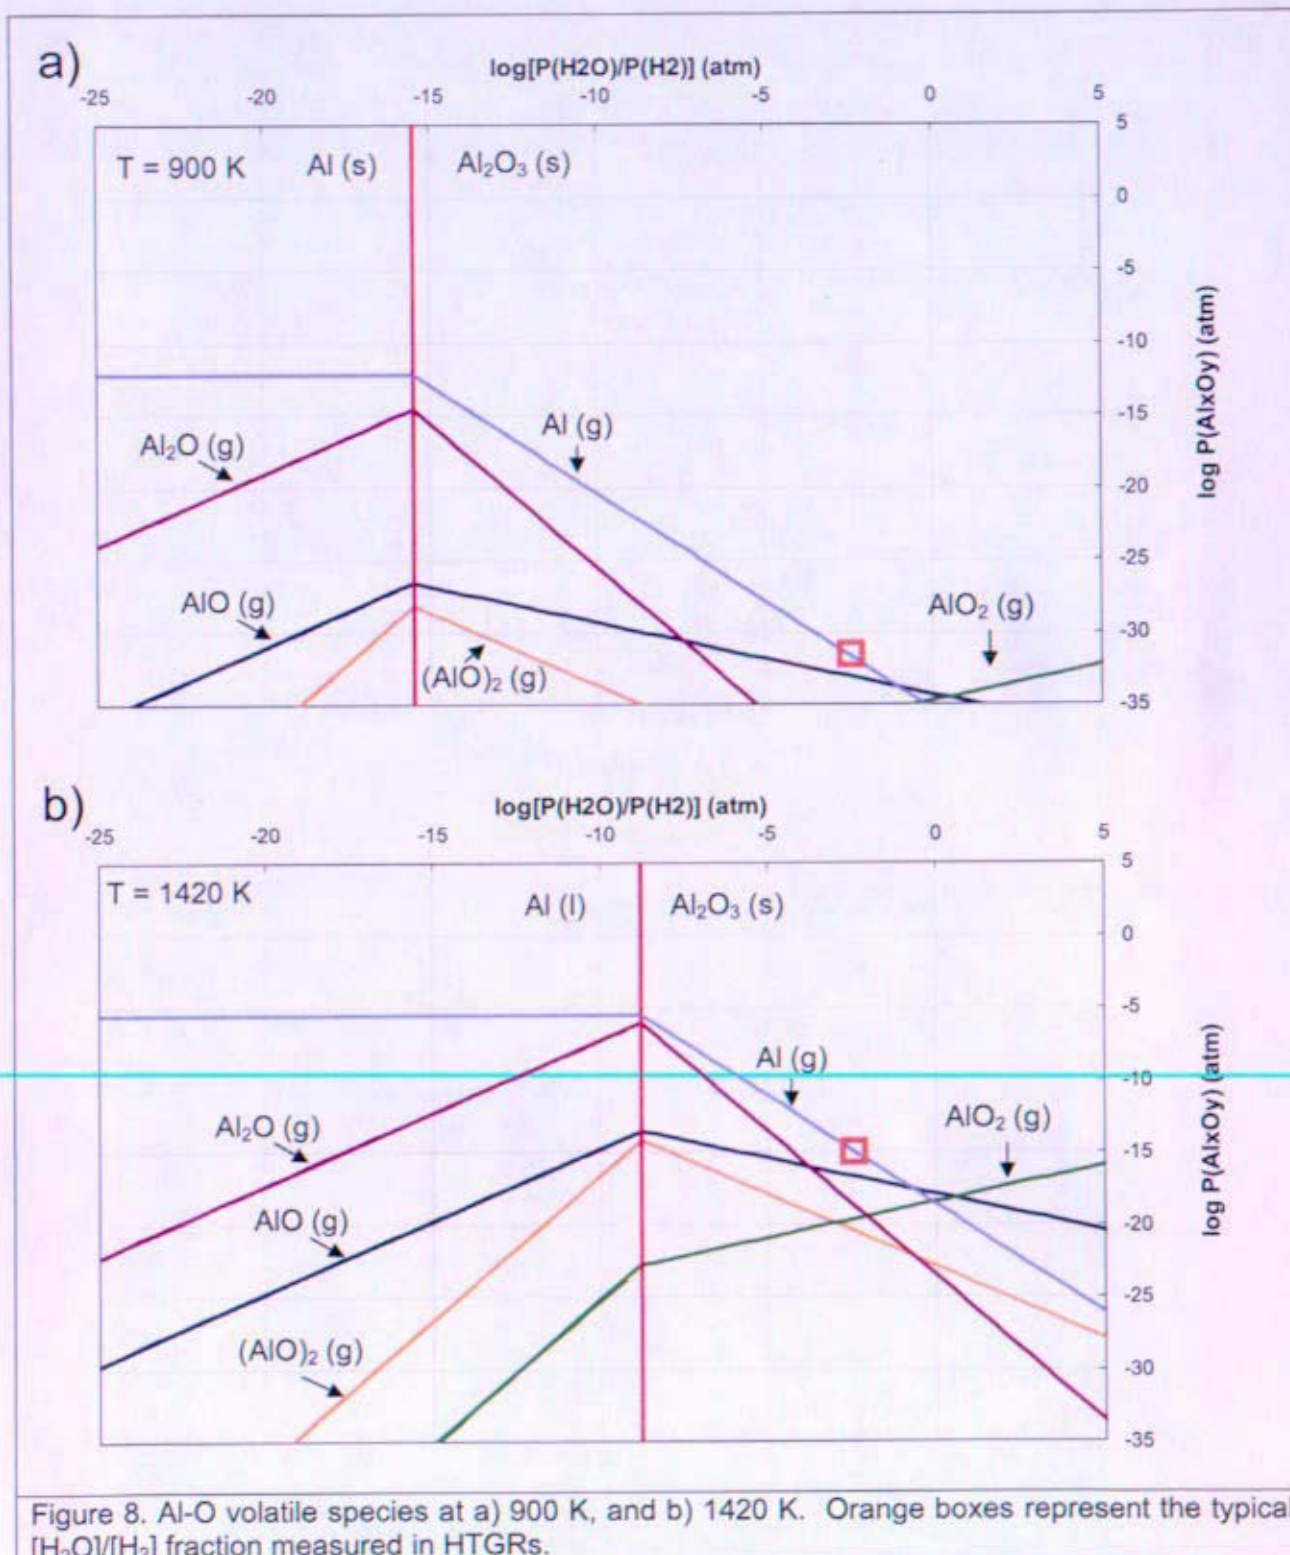 a)
log[P(H2O)/P(H2)] (atm)
-25 -20 -15 -10 -5 0 5
T = 900 K Al (s) Al₂O₃ (s)
5
0
-5
-10
-15
-20
-25
-30
-35
log P(AlxOy) (atm)
Al₂O (g)
Al (g)
AlO (g)
(AlO)₂ (g)
AlO₂ (g)
b)
log[P(H2O)/P(H2)] (atm)
-25 -20 -15 -10 -5 0 5
T = 1420 K Al (l) Al₂O₃ (s)
5
0
-5
-10
-15
-20
-25
-30
-35
log P(AlxOy) (atm)
Al (g)
Al₂O (g)
AlO₂ (g)
AlO (g)
(AlO)₂ (g)
Figure 8. Al-O volatile species at a) 900 K, and b) 1420 K. Orange boxes represent the typical
[H₂O]/[H₂] fraction measured in HTGRs.